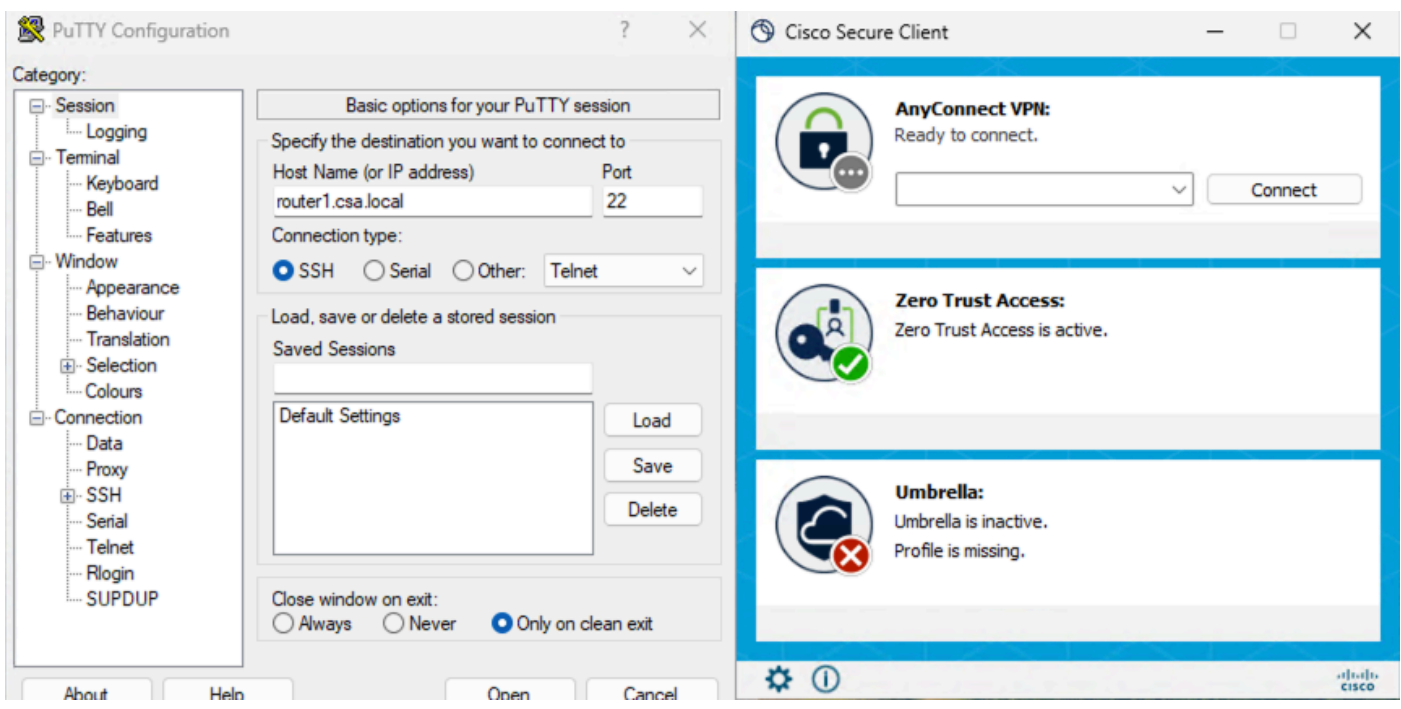 PuTTY Configuration
?
Category:
Session
Logging
Terminal
Keyboard
Bell
Features
Window
Appearance
Behaviour
Translation
Selection
Colours
Connection
Data
Proxy
SSH
Serial
Telnet
Rlogin
SUPDUP
Basic options for your PuTTY session
Specify the destination you want to connect to
Host Name (or IP address) Port
router1.csa.local 22
Connection type:
SSH Serial Other: Telnet
Load, save or delete a stored session
Saved Sessions
Default Settings
Load
Save
Delete
Close window on exit:
Always Never Only on clean exit
About Help Open Cancel
Cisco Secure Client
AnyConnect VPN:
Ready to connect.
Connect
Zero Trust Access:
Zero Trust Access is active.
Umbrella:
Umbrella is inactive.
Profile is missing.
CISCO